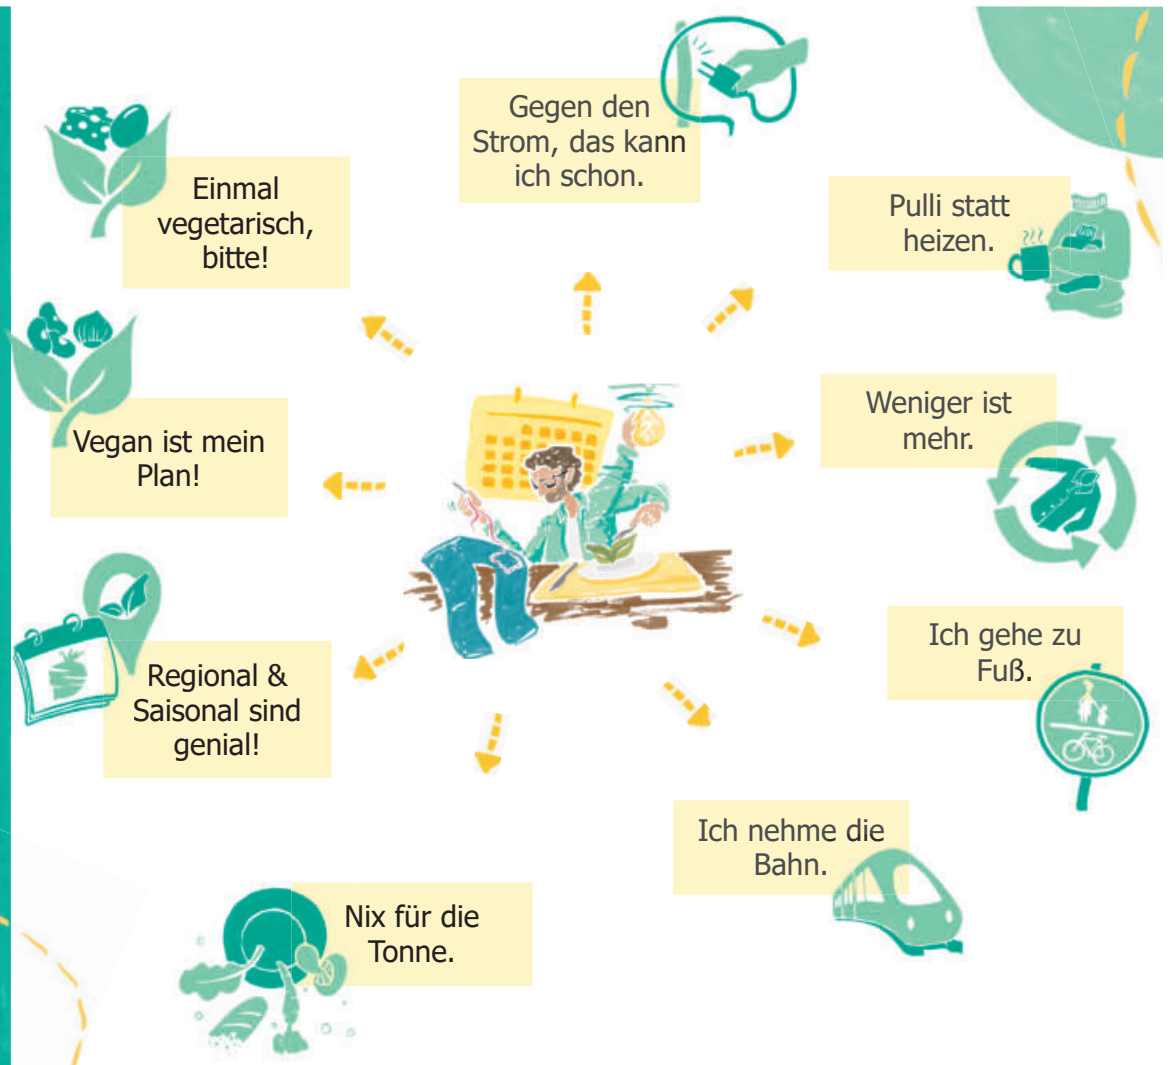 Gegen den
Strom, das kann
ich schon.
Einmal
vegetarisch,
bitte!
Pulli statt
heizen.
Vegan ist mein
Plan!
Weniger ist
mehr.
Regional &
Saisonal sind
genial!
Ich gehe zu
Fuß.
Ich nehme die
Bahn.
Nix für die
Tonne.